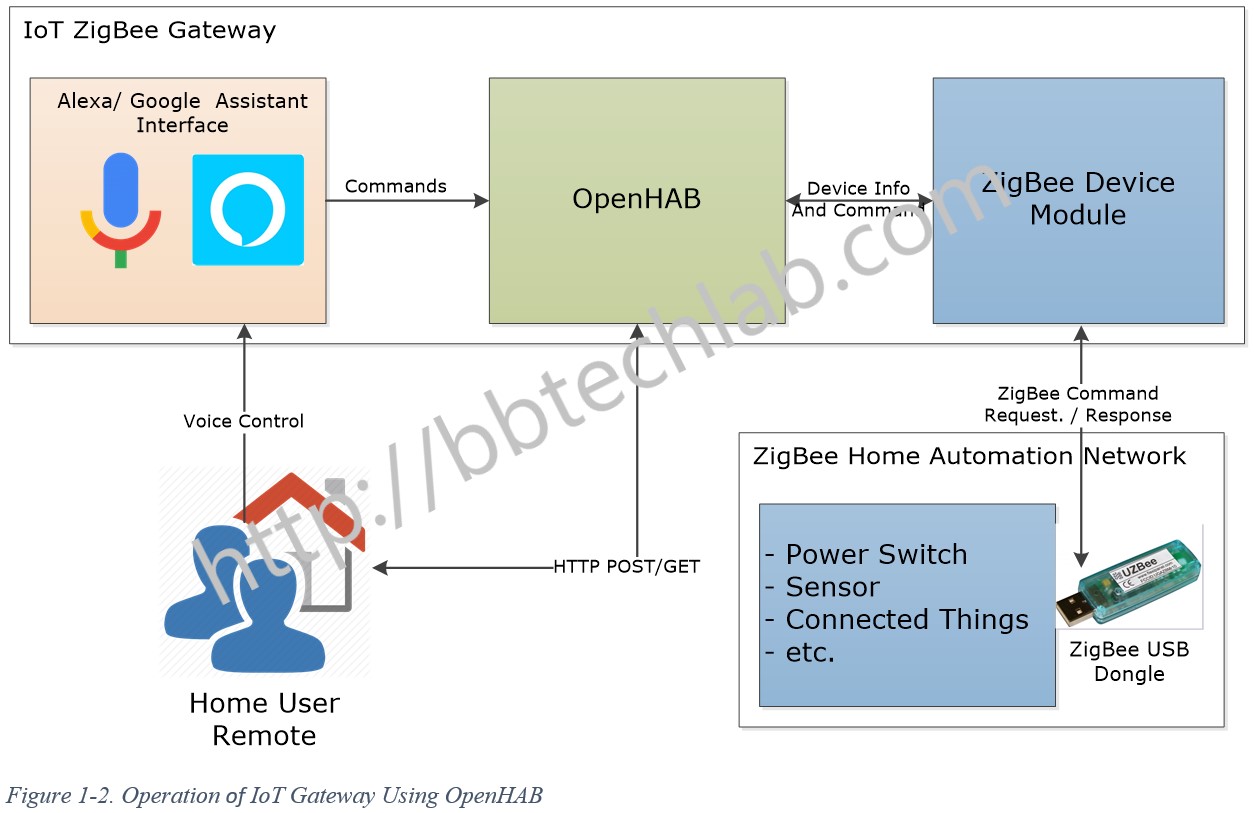 IoT ZigBee Gateway
Alexa/ Google Assistant
Interface
Commands
OpenHAB
Device Info
And Command
ZigBee Device
Module
http://bbtechlab.com
Voice Control
HTTP POST/GET
Home User
Remote
ZigBee Command
Request. / Response
ZigBee Home Automation Network
- Power Switch
- Sensor
- Connected Things
- etc.
UZBee
ZigBee USB
Dongle
Figure 1-2. Operation of IoT Gateway Using OpenHAB